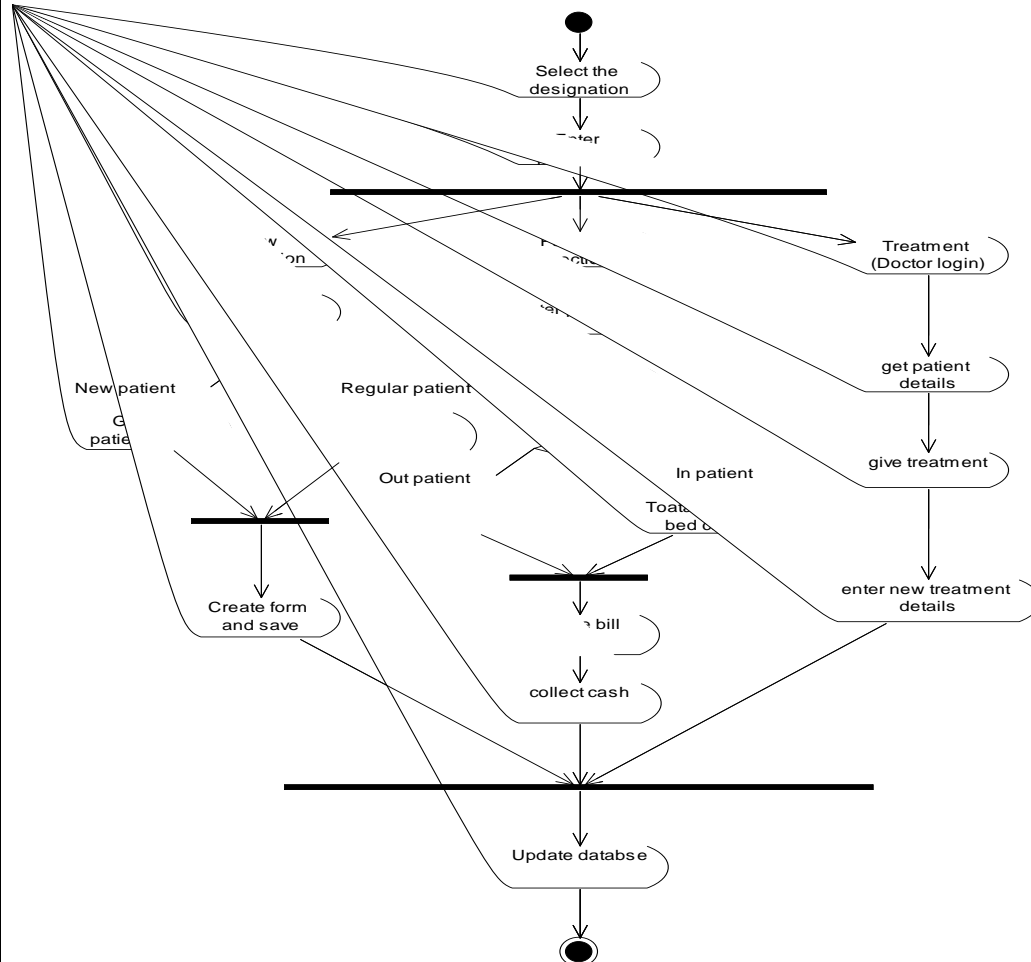 Select the
designation
Enter
Treatment
(Doctor login)
get patient
details
New patient
Regular patient
give treatment
Out patient
In patient
bed
enter new treatment
details
Create form
and save
bill
collect cash
Update databse